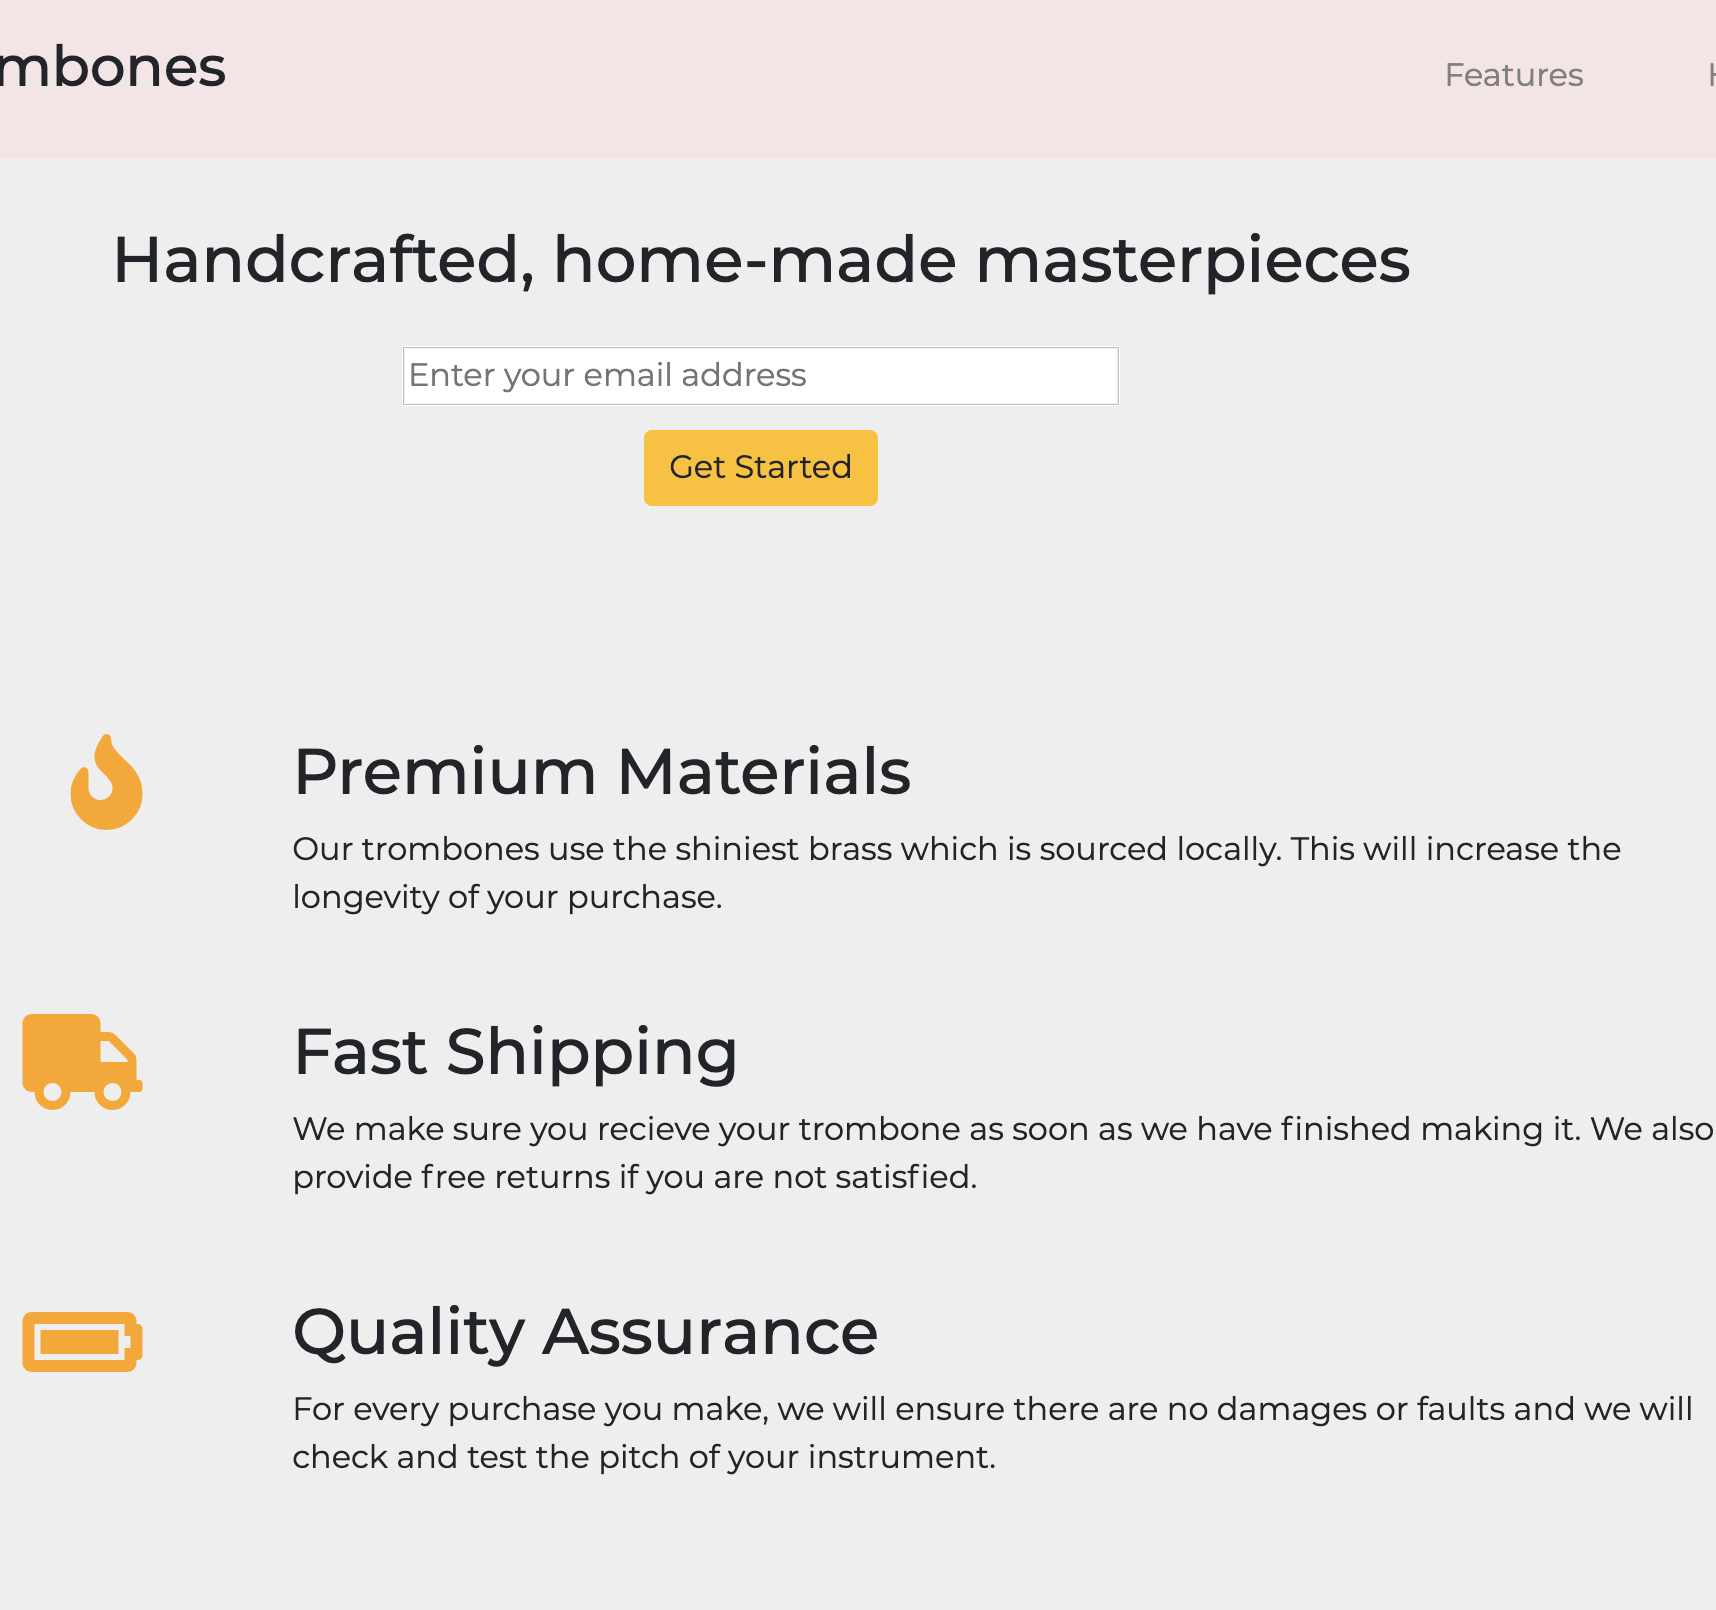 mbones
Features
Handcrafted, home-made masterpieces
Enter your email address
Get Started
Premium Materials
Our trombones use the shiniest brass which is sourced locally. This will increase the
longevity of your purchase.
Fast Shipping
We make sure you recieve your trombone as soon as we have finished making it. We also
provide free returns if you are not satisfied.
Quality Assurance
For every purchase you make, we will ensure there are no damages or faults and we will
check and test the pitch of your instrument.